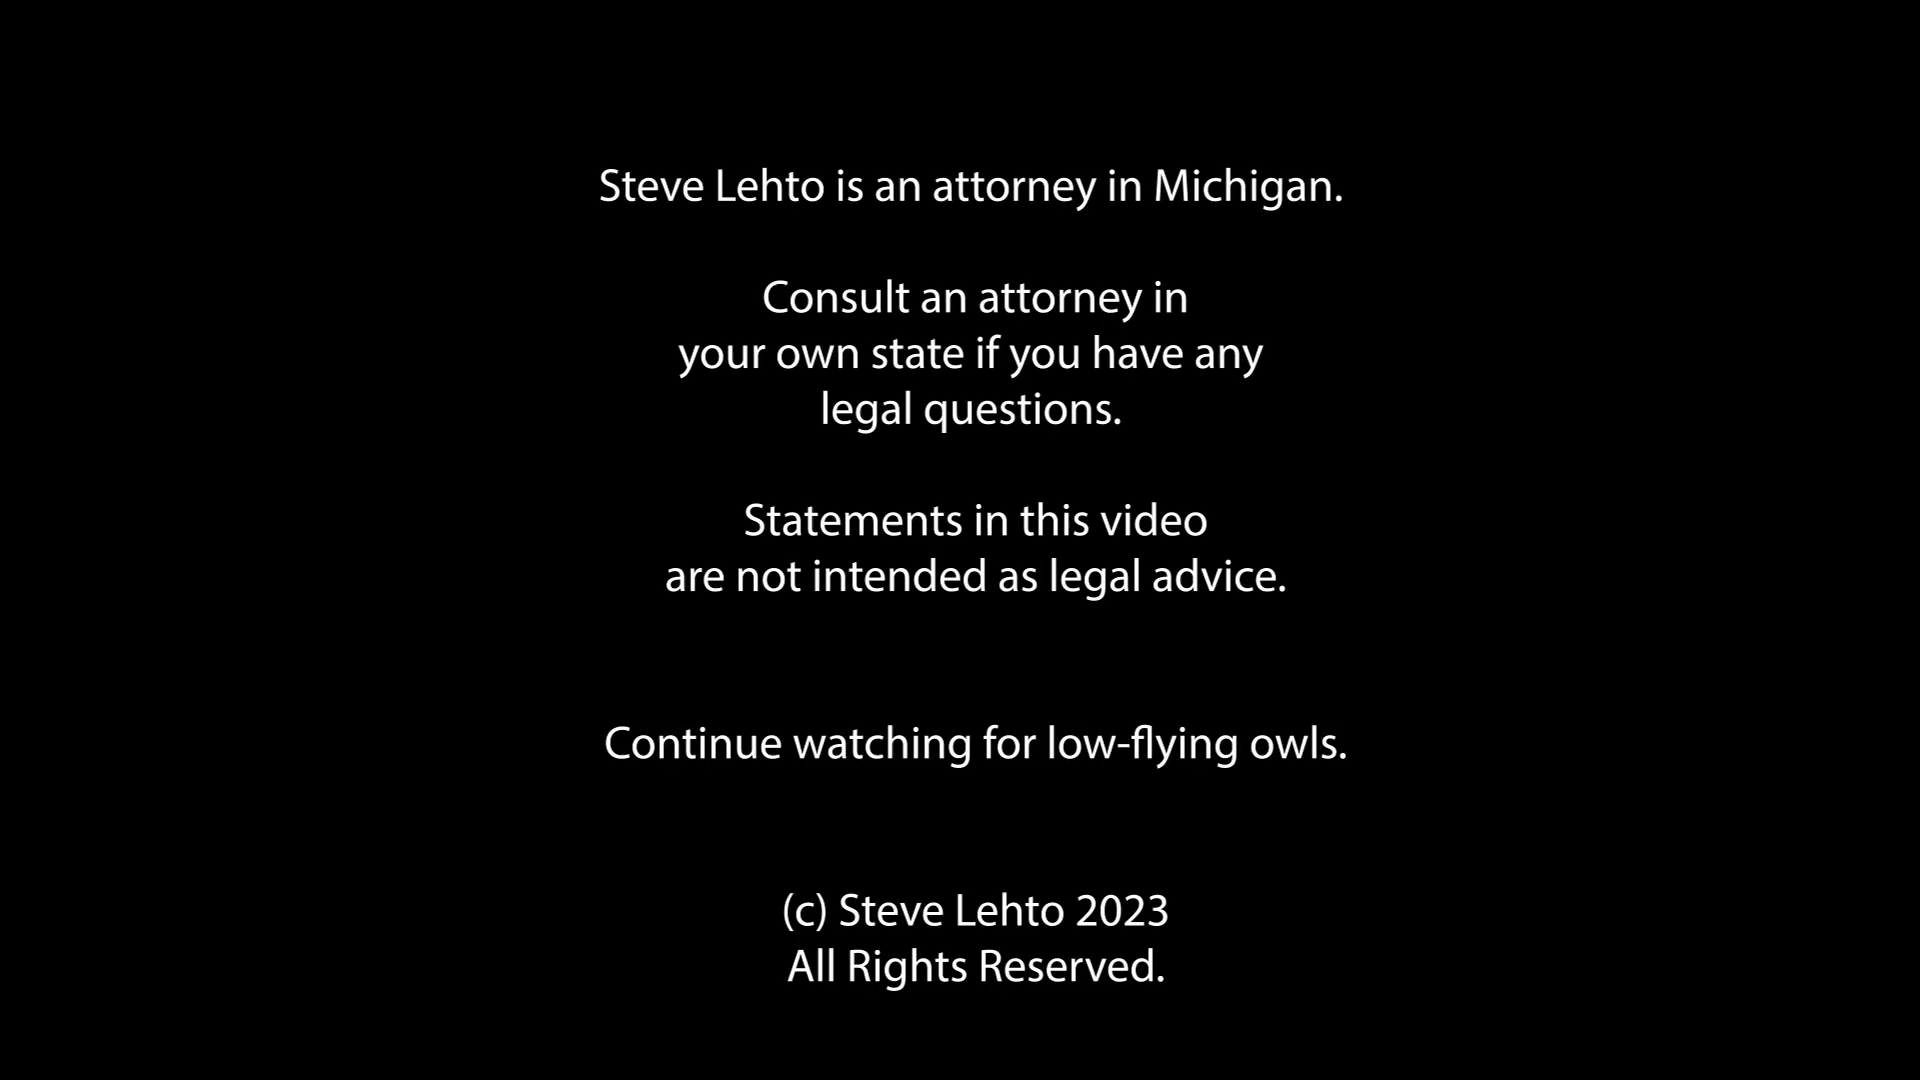 Steve Lehto is an attorney in Michigan.
Consult an attorney in
your own state if you have any
legal questions.
Statements in this video
are not intended as legal advice.
Continue watching for low-flying owls.
(c) Steve Lehto 2023
All Rights Reserved.